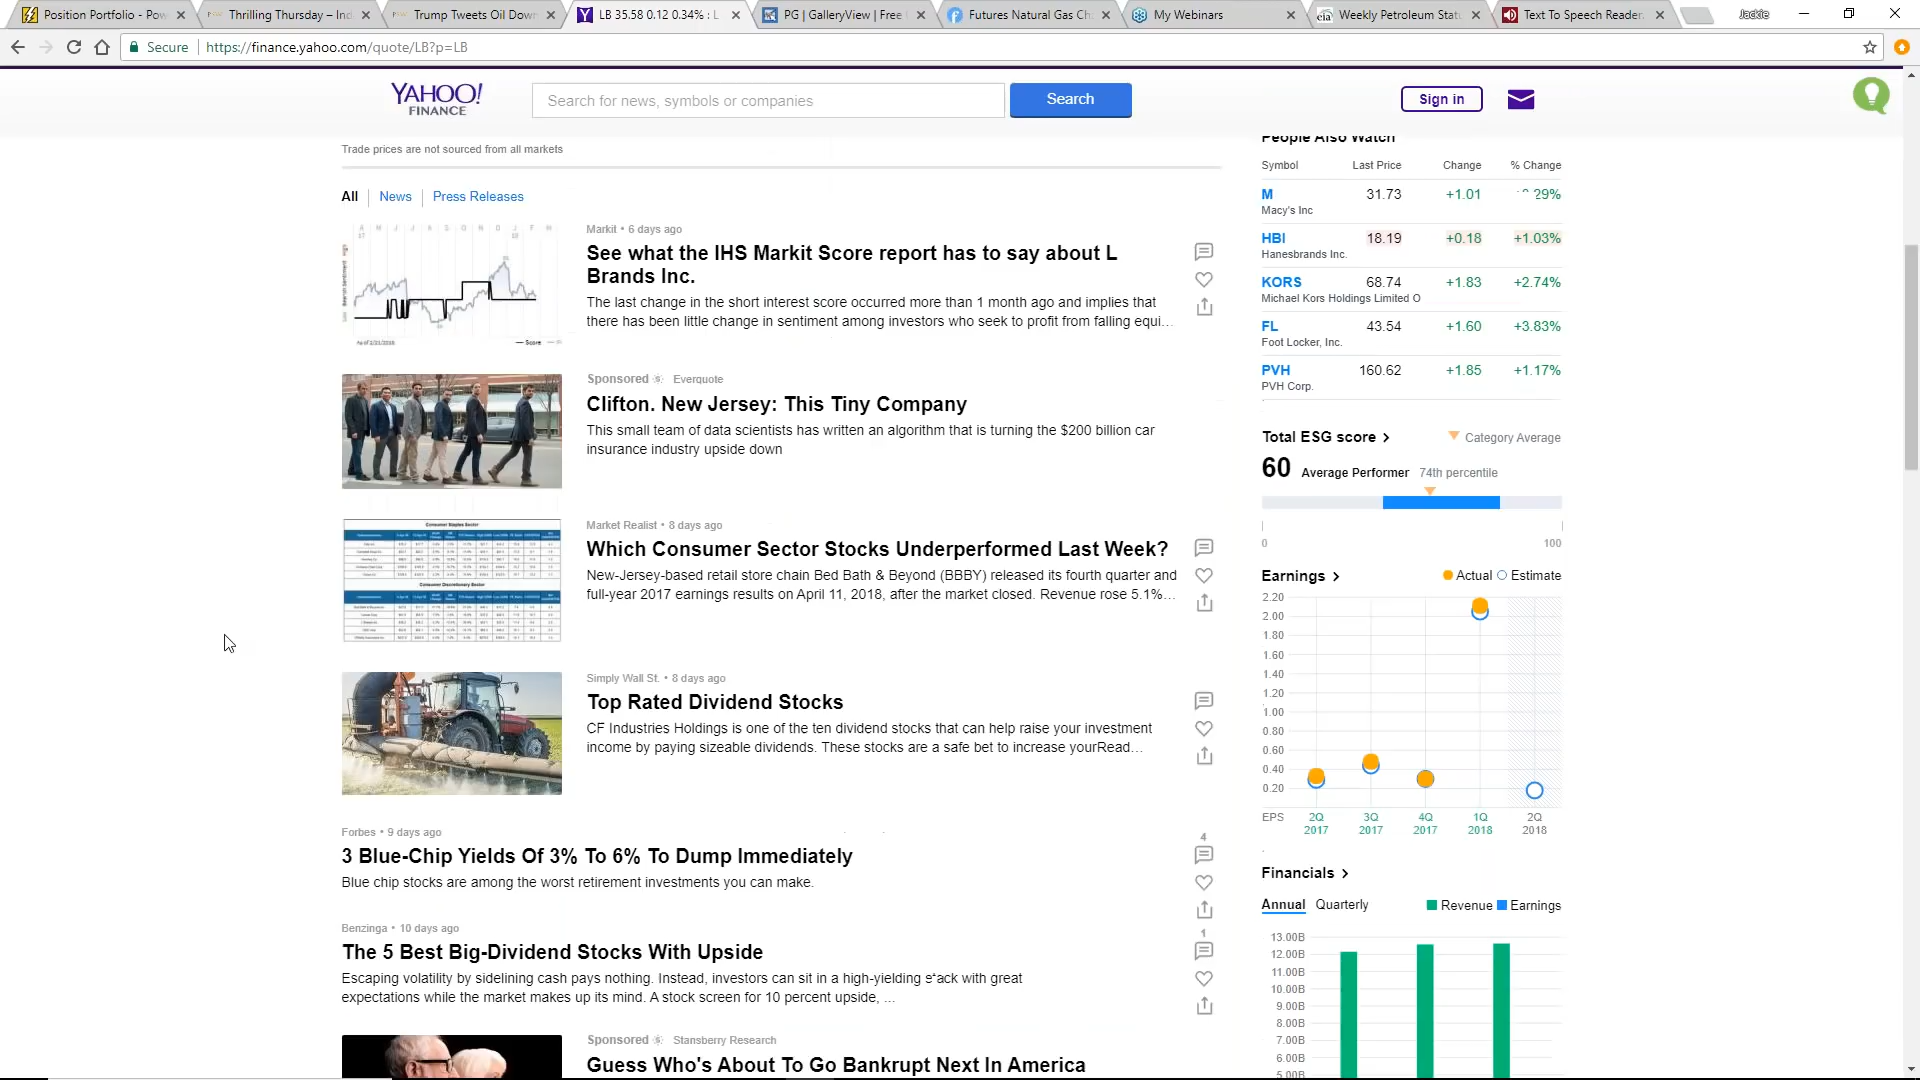 Position Portfolio - Pow
Thrilling Thursday – Ind
Trump Tweets Oil Down
LB 35.58 0.12 0.34% : L
PG | GalleryView | Free
Futures Natural Gas Ch
My Webinars
Weekly Petroleum Stat
Text To Speech Reader
Jackie
Secure | https://finance.yahoo.com/quote/LB?p=LB
YAHOO!
FINANCE
Search for news, symbols or companies
Search
Sign in
Trade prices are not sourced from all markets
All
News
Press Releases
Markit • 6 days ago
See what the IHS Markit Score report has to say about L
Brands Inc.
The last change in the short interest score occurred more than 1 month ago and implies that
there has been little change in sentiment among investors who seek to profit from falling equi...
Score
Sponsored Everquote
Clifton. New Jersey: This Tiny Company
This small team of data scientists has written an algorithm that is turning the $200 billion car
insurance industry upside down
Consumer Staples Sector
Consumer Discretionary Sector
Market Realist • 8 days ago
Which Consumer Sector Stocks Underperformed Last Week?
New-Jersey-based retail store chain Bed Bath & Beyond (BBBY) released its fourth quarter and
full-year 2017 earnings results on April 11, 2018, after the market closed. Revenue rose 5.1%...
Simply Wall St. • 8 days ago
Top Rated Dividend Stocks
CF Industries Holdings is one of the ten dividend stocks that can help raise your investment
income by paying sizeable dividends. These stocks are a safe bet to increase yourRead...
Forbes • 9 days ago
3 Blue-Chip Yields Of 3% To 6% To Dump Immediately
Blue chip stocks are among the worst retirement investments you can make.
4
Benzinga • 10 days ago
The 5 Best Big-Dividend Stocks With Upside
Escaping volatility by sidelining cash pays nothing. Instead, investors can sit in a high-yielding with great
expectations while the market makes up its mind. A stock screen for 10 percent upside, ...
1
Sponsored Stansberry Research
Guess Who's About To Go Bankrupt Next In America
People Also Watch
Symbol Last Price Change % Change
M 31.73 +1.01 29%
Macy's Inc
HBI 18.19 +0.18 +1.03%
Hanesbrands Inc.
KORS 68.74 +1.83 +2.74%
Michael Kors Holdings Limited O
FL 43.54 +1.60 +3.83%
Foot Locker, Inc.
PVH 160.62 +1.85 +1.17%
PVH Corp.
Total ESG score > Category Average
60 Average Performer 74th percentile
0 100
Earnings > Actual Estimate
2.20
2.00
1.80
1.60
1.40
1.20
1.00
0.80
0.60
0.40
0.20
EPS 2Q 3Q 4Q 1Q 2Q
2017 2017 2017 2018 2018
Financials >
Annual Quarterly Revenue Earnings
13.00B
12.00B
11.00B
10.00B
9.00B
8.00B
7.00B
6.00B
5.00B